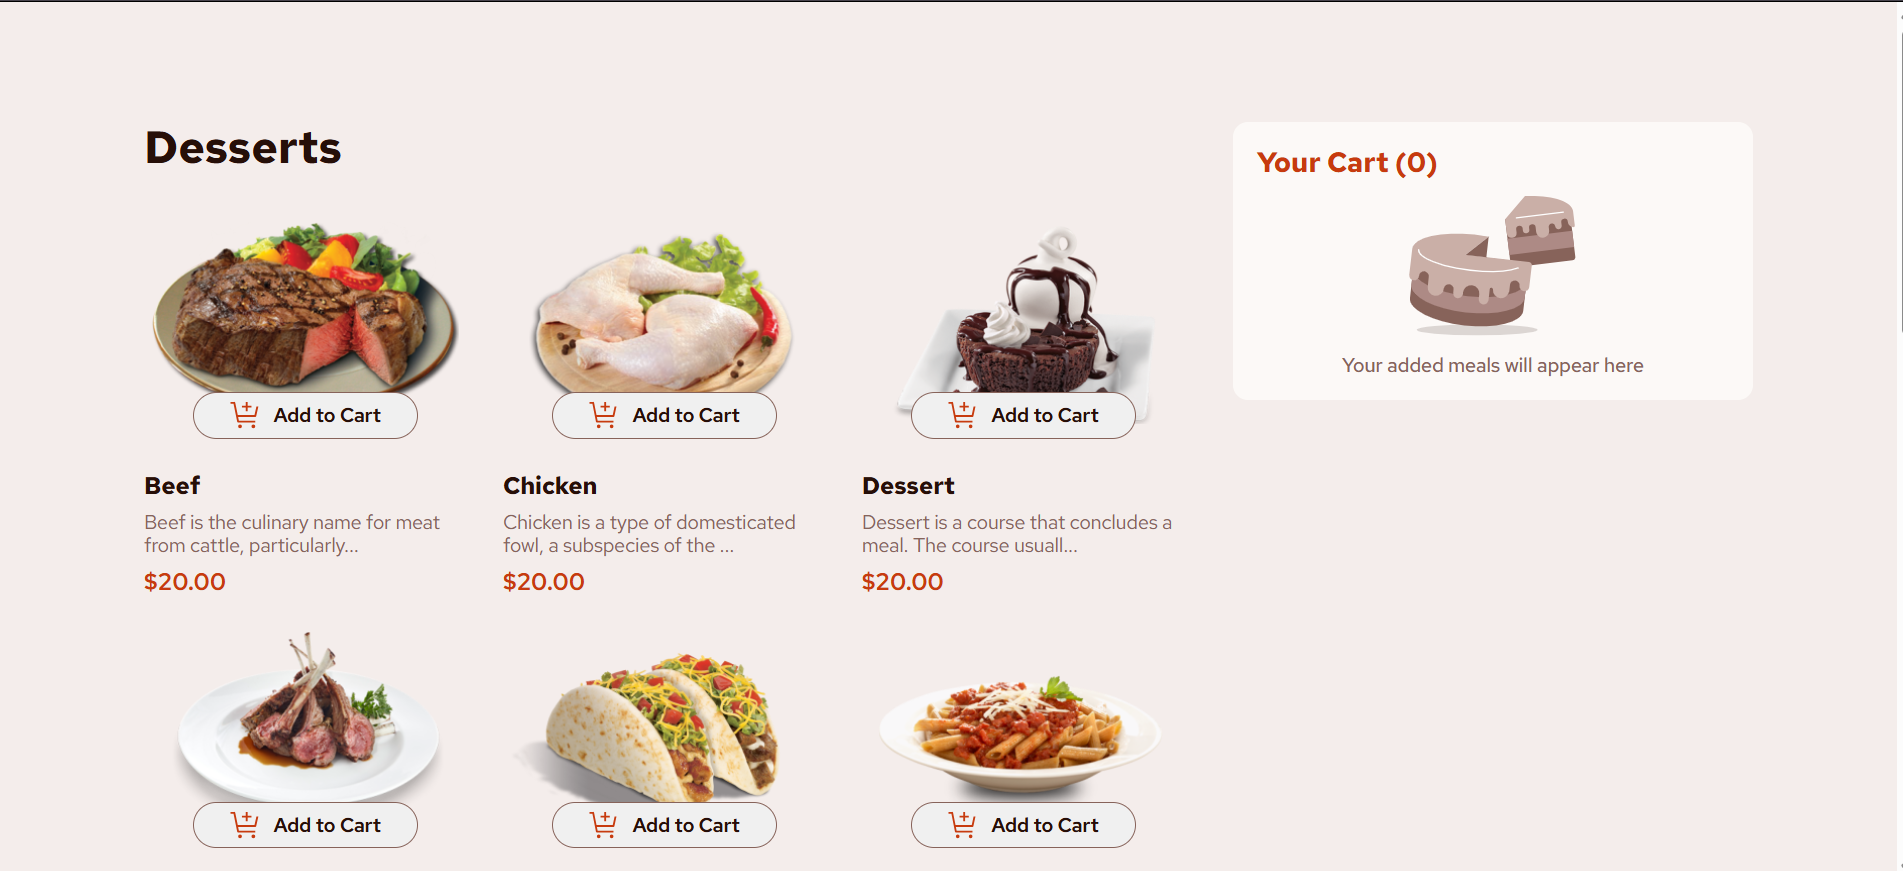 Desserts
Your Cart (0)
Your added meals will appear here
Add to Cart
Add to Cart
Add to Cart
Beef
Beef is the culinary name for meat
from cattle, particularly...
$20.00
Chicken
Chicken is a type of domesticated
fowl, a subspecies of the ...
$20.00
Dessert
Dessert is a course that concludes a
meal. The course usuall...
$20.00
Add to Cart
Add to Cart
Add to Cart